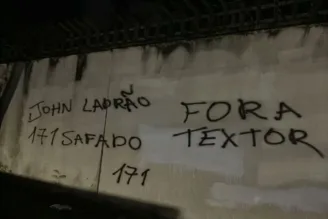 JOHN LADRÃO
171 SAFADO
171
FORA
TEXTOR